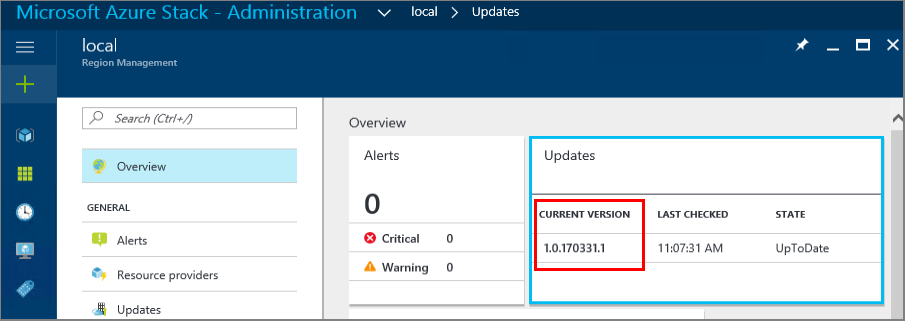 Microsoft Azure Stack - Administration local > Updates
local
Region Management
Search (Ctrl+/)
Overview
GENERAL
Alerts
Resource providers
Updates
Overview
Alerts
0
Critical 0
Warning 0
Updates
CURRENT VERSION LAST CHECKED STATE
1.0.170331.1 11:07:31 AM UpToDate